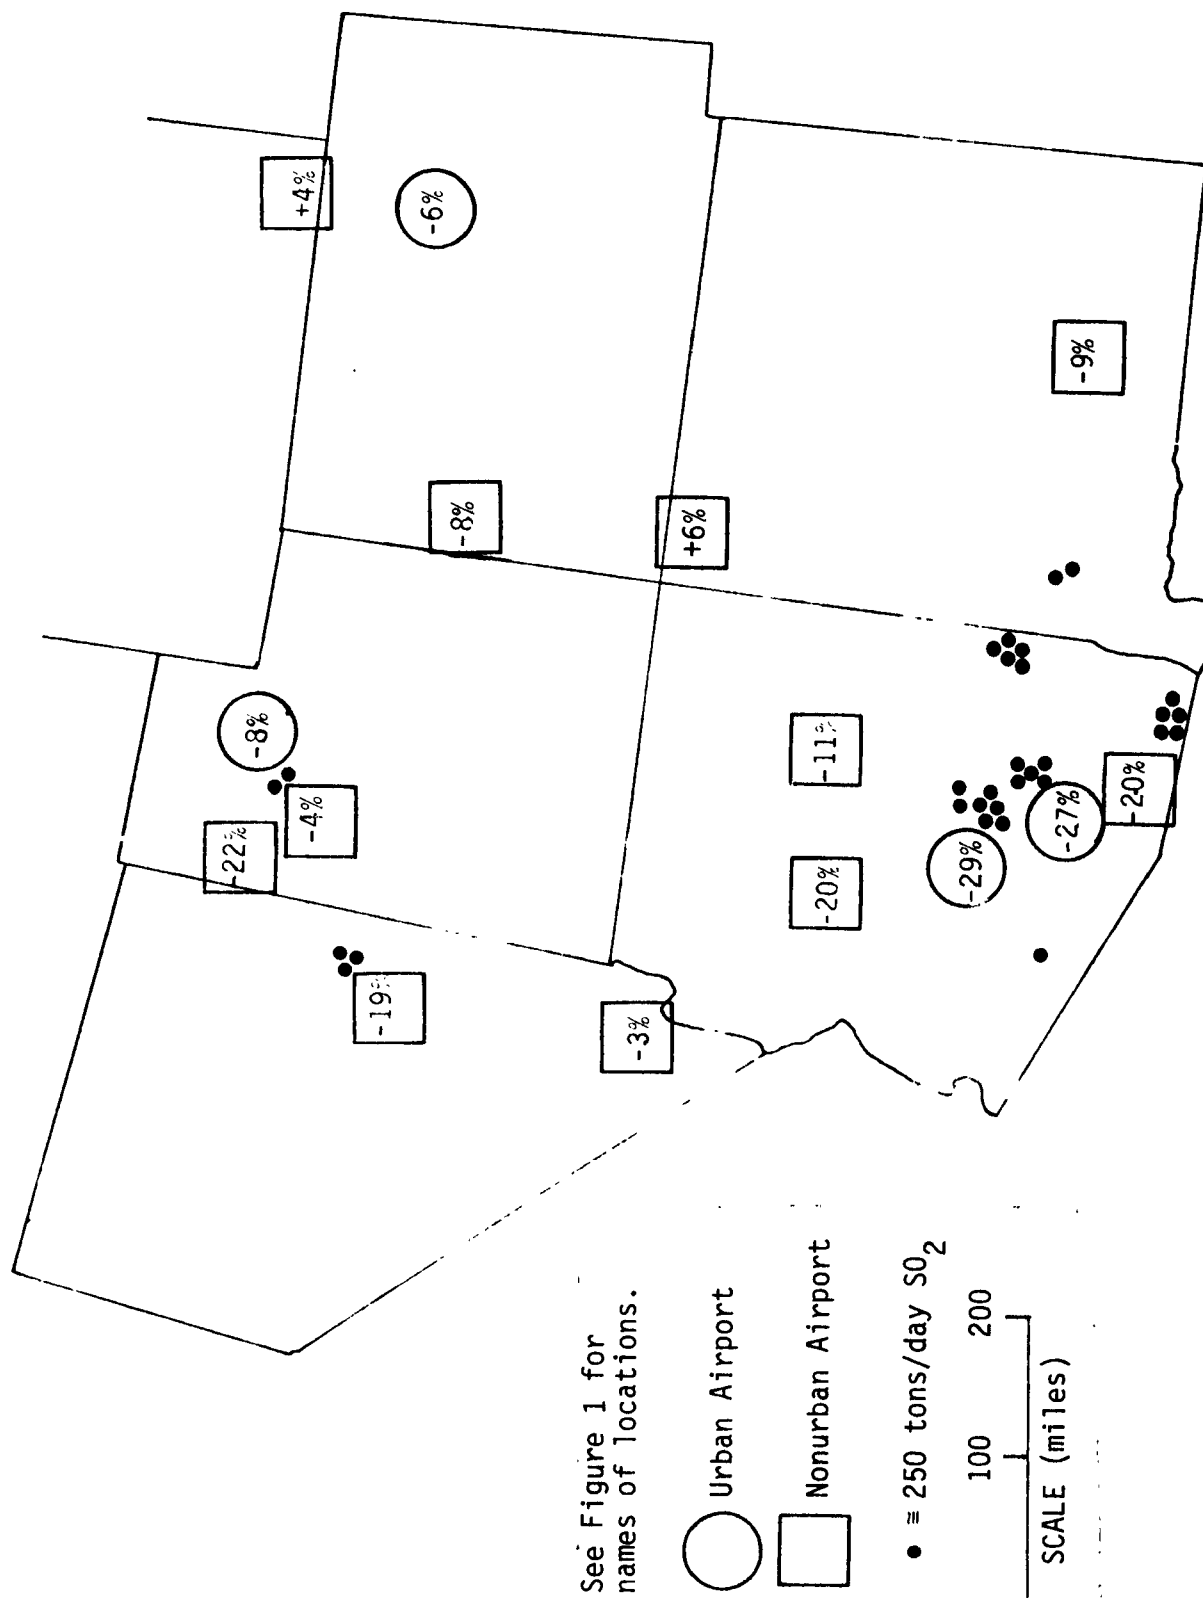 +4%
-6%
-8%
-22%
-4%
-8%
-19%
+6%
-3%
-11%
-20%
-9%
-29%
-27%
-20%
See Figure 1 for
names of locations.
Urban Airport
Nonurban Airport
• ≅ 250 tons/day SO2
100 200
SCALE (miles)